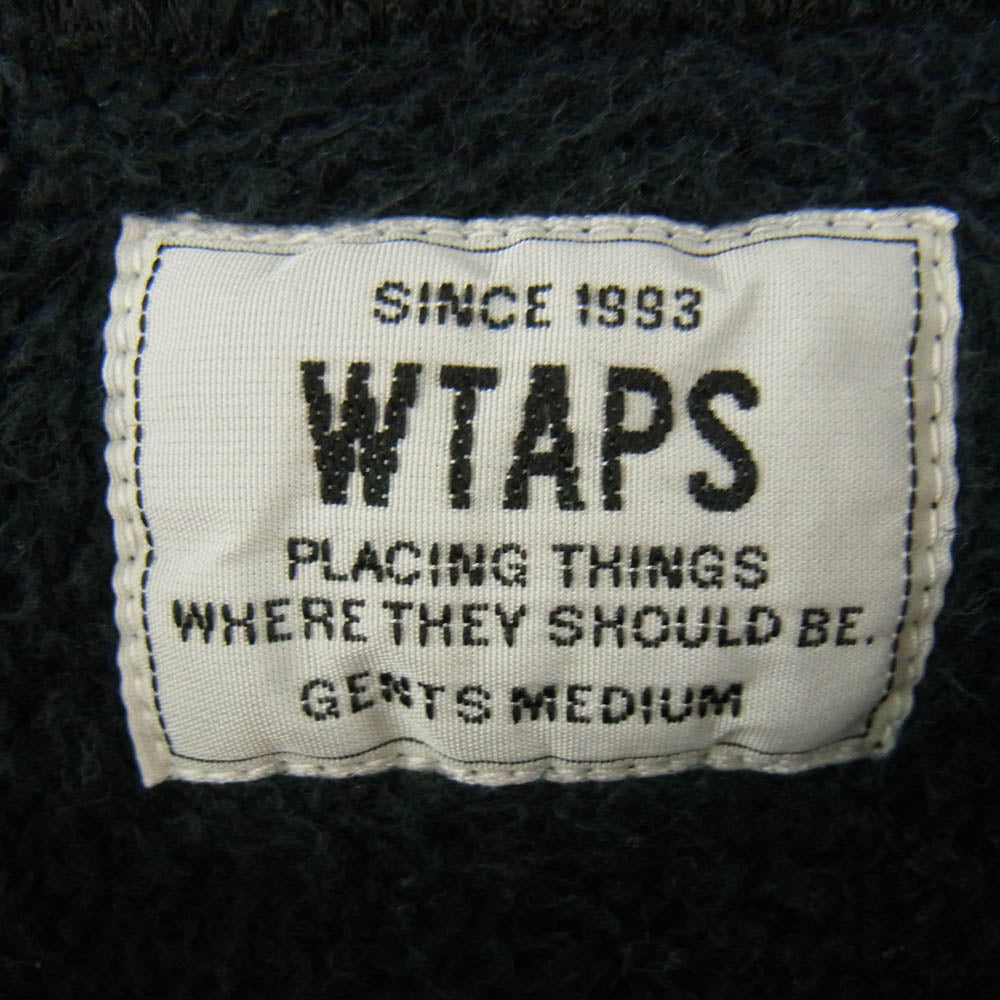 SINCE 1993
WTAPS
PLACING THINGS
WHERE THEY SHOULD BE.
GENTS MEDIUM